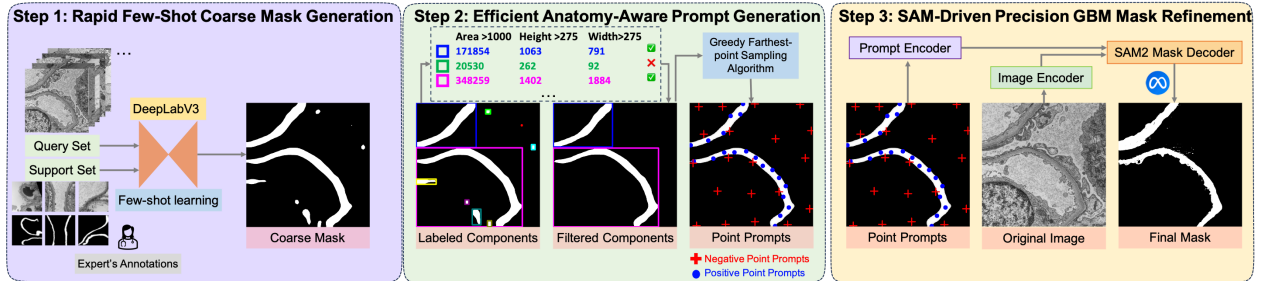 Step 1: Rapid Few-Shot Coarse Mask Generation
...
DeepLabV3
Query Set
Support Set
Few-shot learning
Coarse Mask
Expert's Annotations
Step 2: Efficient Anatomy-Aware Prompt Generation
Area >1000 Height >275 Width>275
171854 1063 791
20530 262 92
348259 1402 1884
...
Greedy Farthest-
point Sampling
Algorithm
Labeled Components
Filtered Components
Point Prompts
Negative Point Prompts
Positive Point Prompts
Step 3: SAM-Driven Precision GBM Mask Refinement
Prompt Encoder
SAM2 Mask Decoder
Image Encoder
Point Prompts
Original Image
Final Mask